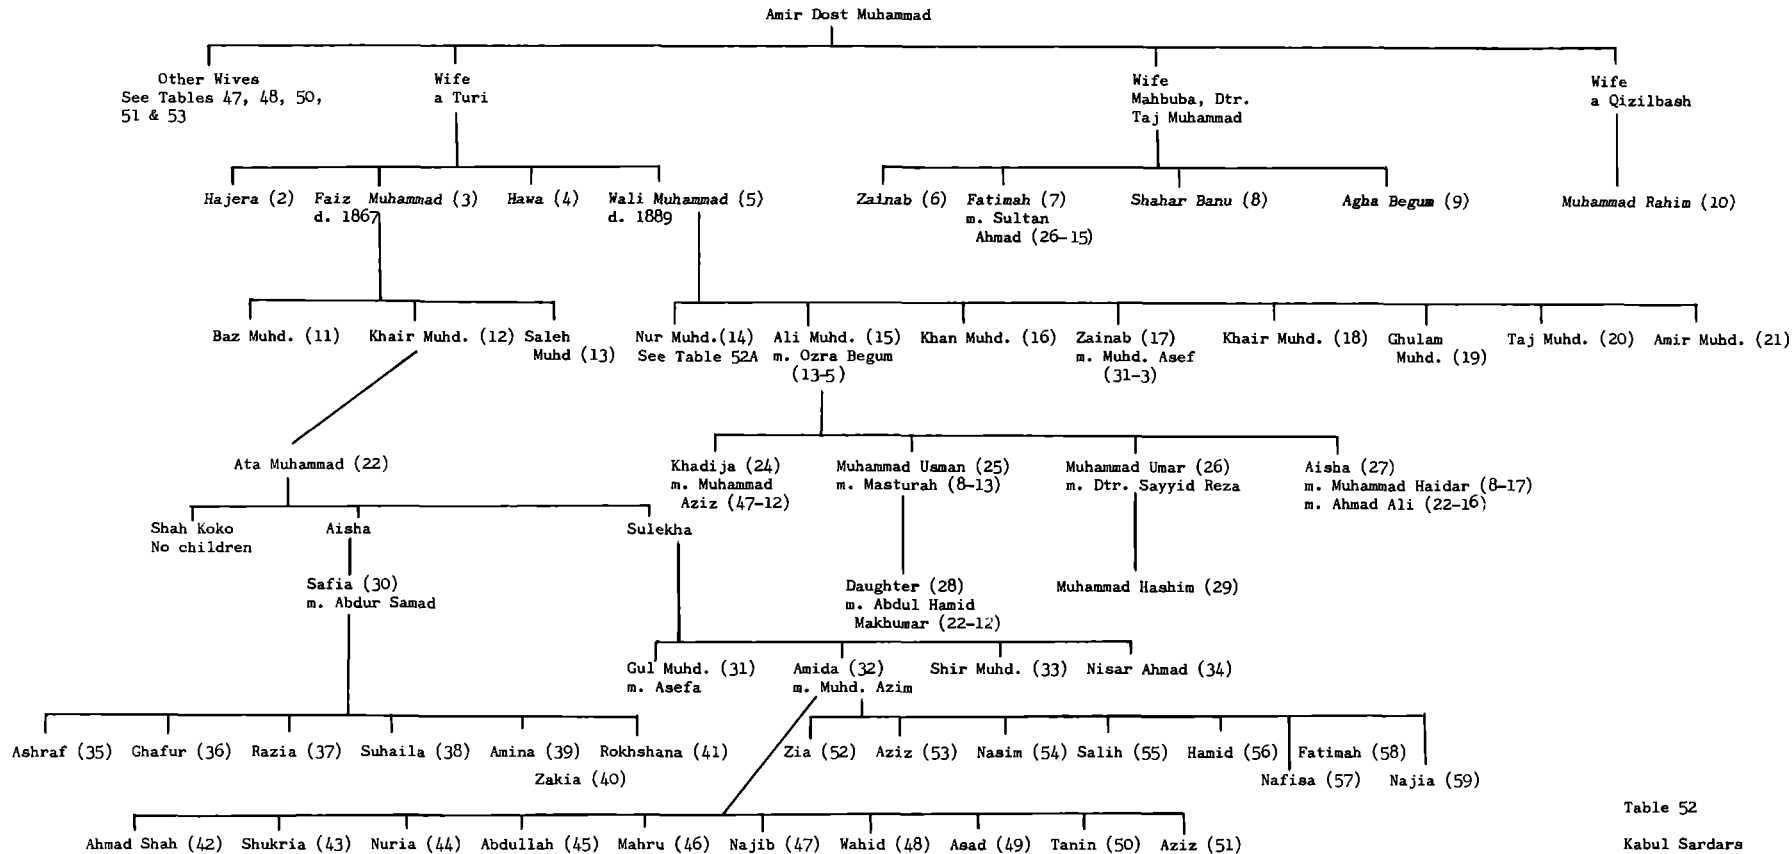 Amir Dost Muhammad
Other Wives
See Tables 47, 48, 50,
51 & 53
Wife
a Turi
Wife
Mahbuba, Dtr.
Taj Muhammad
Wife
a Qizilbash
Hajera (2)
Faiz Muhammad (3)
d. 1867
Hawa (4)
Wali Muhammad (5)
d. 1889
Zainab (6)
Fatimah (7)
m. Sultan
Ahmad (26-15)
Shahar Banu (8)
Agha Begum (9)
Muhammad Rahim (10)
Baz Muhd. (11)
Khair Muhd. (12)
Saleh
Muhd (13)
Nur Muhd.(14)
See Table 52A
Ali Muhd. (15)
m. Ozra Begum
(13-5)
Khan Muhd. (16)
Zainab (17)
m. Muhd. Asef
(31-3)
Khair Muhd. (18)
Ghulam
Muhd. (19)
Taj Muhd. (20)
Amir Muhd. (21)
Ata Muhammad (22)
Khadija (24)
m. Muhammad
Aziz (47-12)
Muhammad Usman (25)
m. Masturah (8-13)
Muhammad Umar (26)
m. Dtr. Sayyid Reza
Aisha (27)
m. Muhammad Haidar (8-17)
m. Ahmad Ali (22-16)
Shah Koko
No children
Aisha
Sulekha
Safia (30)
m. Abdur Samad
Daughter (28)
m. Abdul Hamid
Makhumar (22-12)
Muhammad Hashim (29)
Gul Muhd. (31)
m. Asefa
Amida (32)
m. Muhd. Azim
Shir Muhd. (33)
Nisar Ahmad (34)
Ashraf (35)
Ghafur (36)
Razia (37)
Suhaila (38)
Amina (39)
Zakia (40)
Rokhshana (41)
Zia (52)
Aziz (53)
Nasim (54)
Salih (55)
Hamid (56)
Nafisa (57)
Fatimah (58)
Najia (59)
Ahmad Shah (42)
Shukria (43)
Nuria (44)
Abdullah (45)
Mahru (46)
Najib (47)
Wahid (48)
Asad (49)
Tanin (50)
Aziz (51)
Table 52
Kabul Sardars